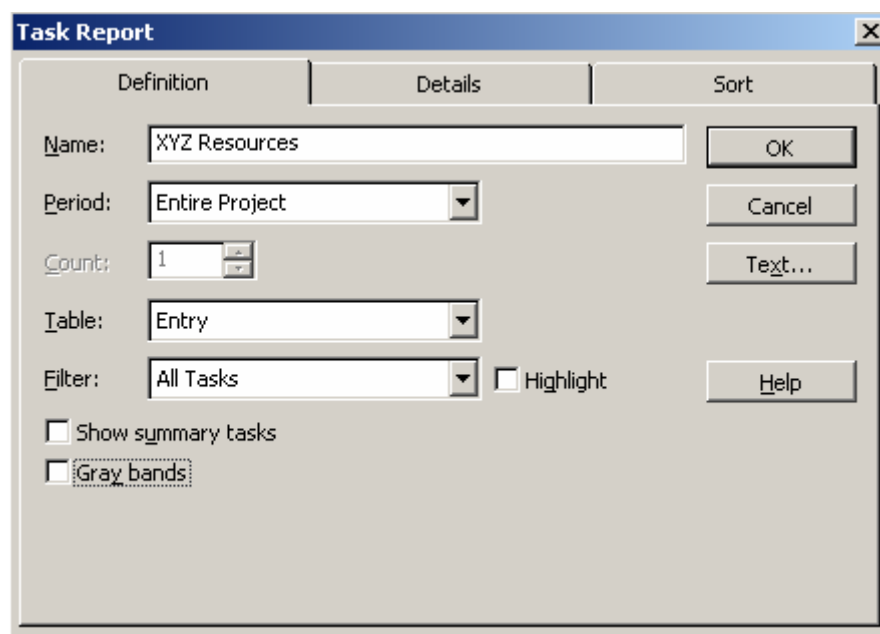 Task Report
Definition Details Sort
Name: XYZ Resources OK
Period: Entire Project Cancel
Count: 1 Text...
Table: Entry
Filter: All Tasks Highlight Help
Show summary tasks
Gray bands